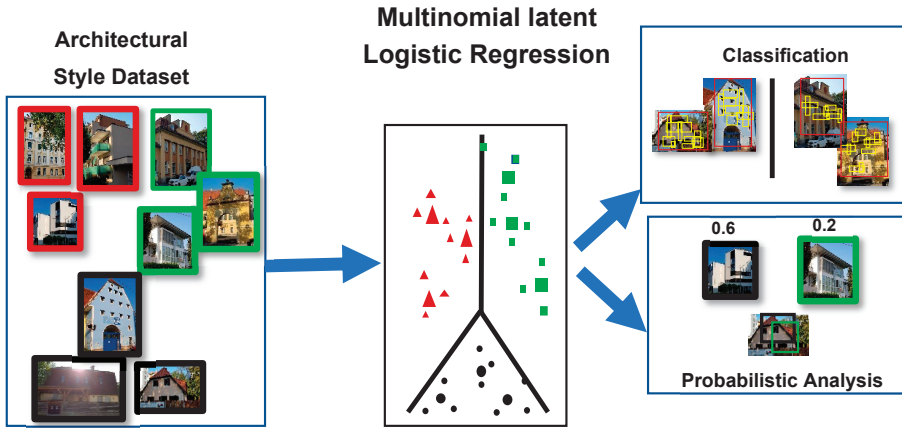 Architectural
Style Dataset
Multinomial latent
Logistic Regression
Classification
0.6
0.2
Probabilistic Analysis